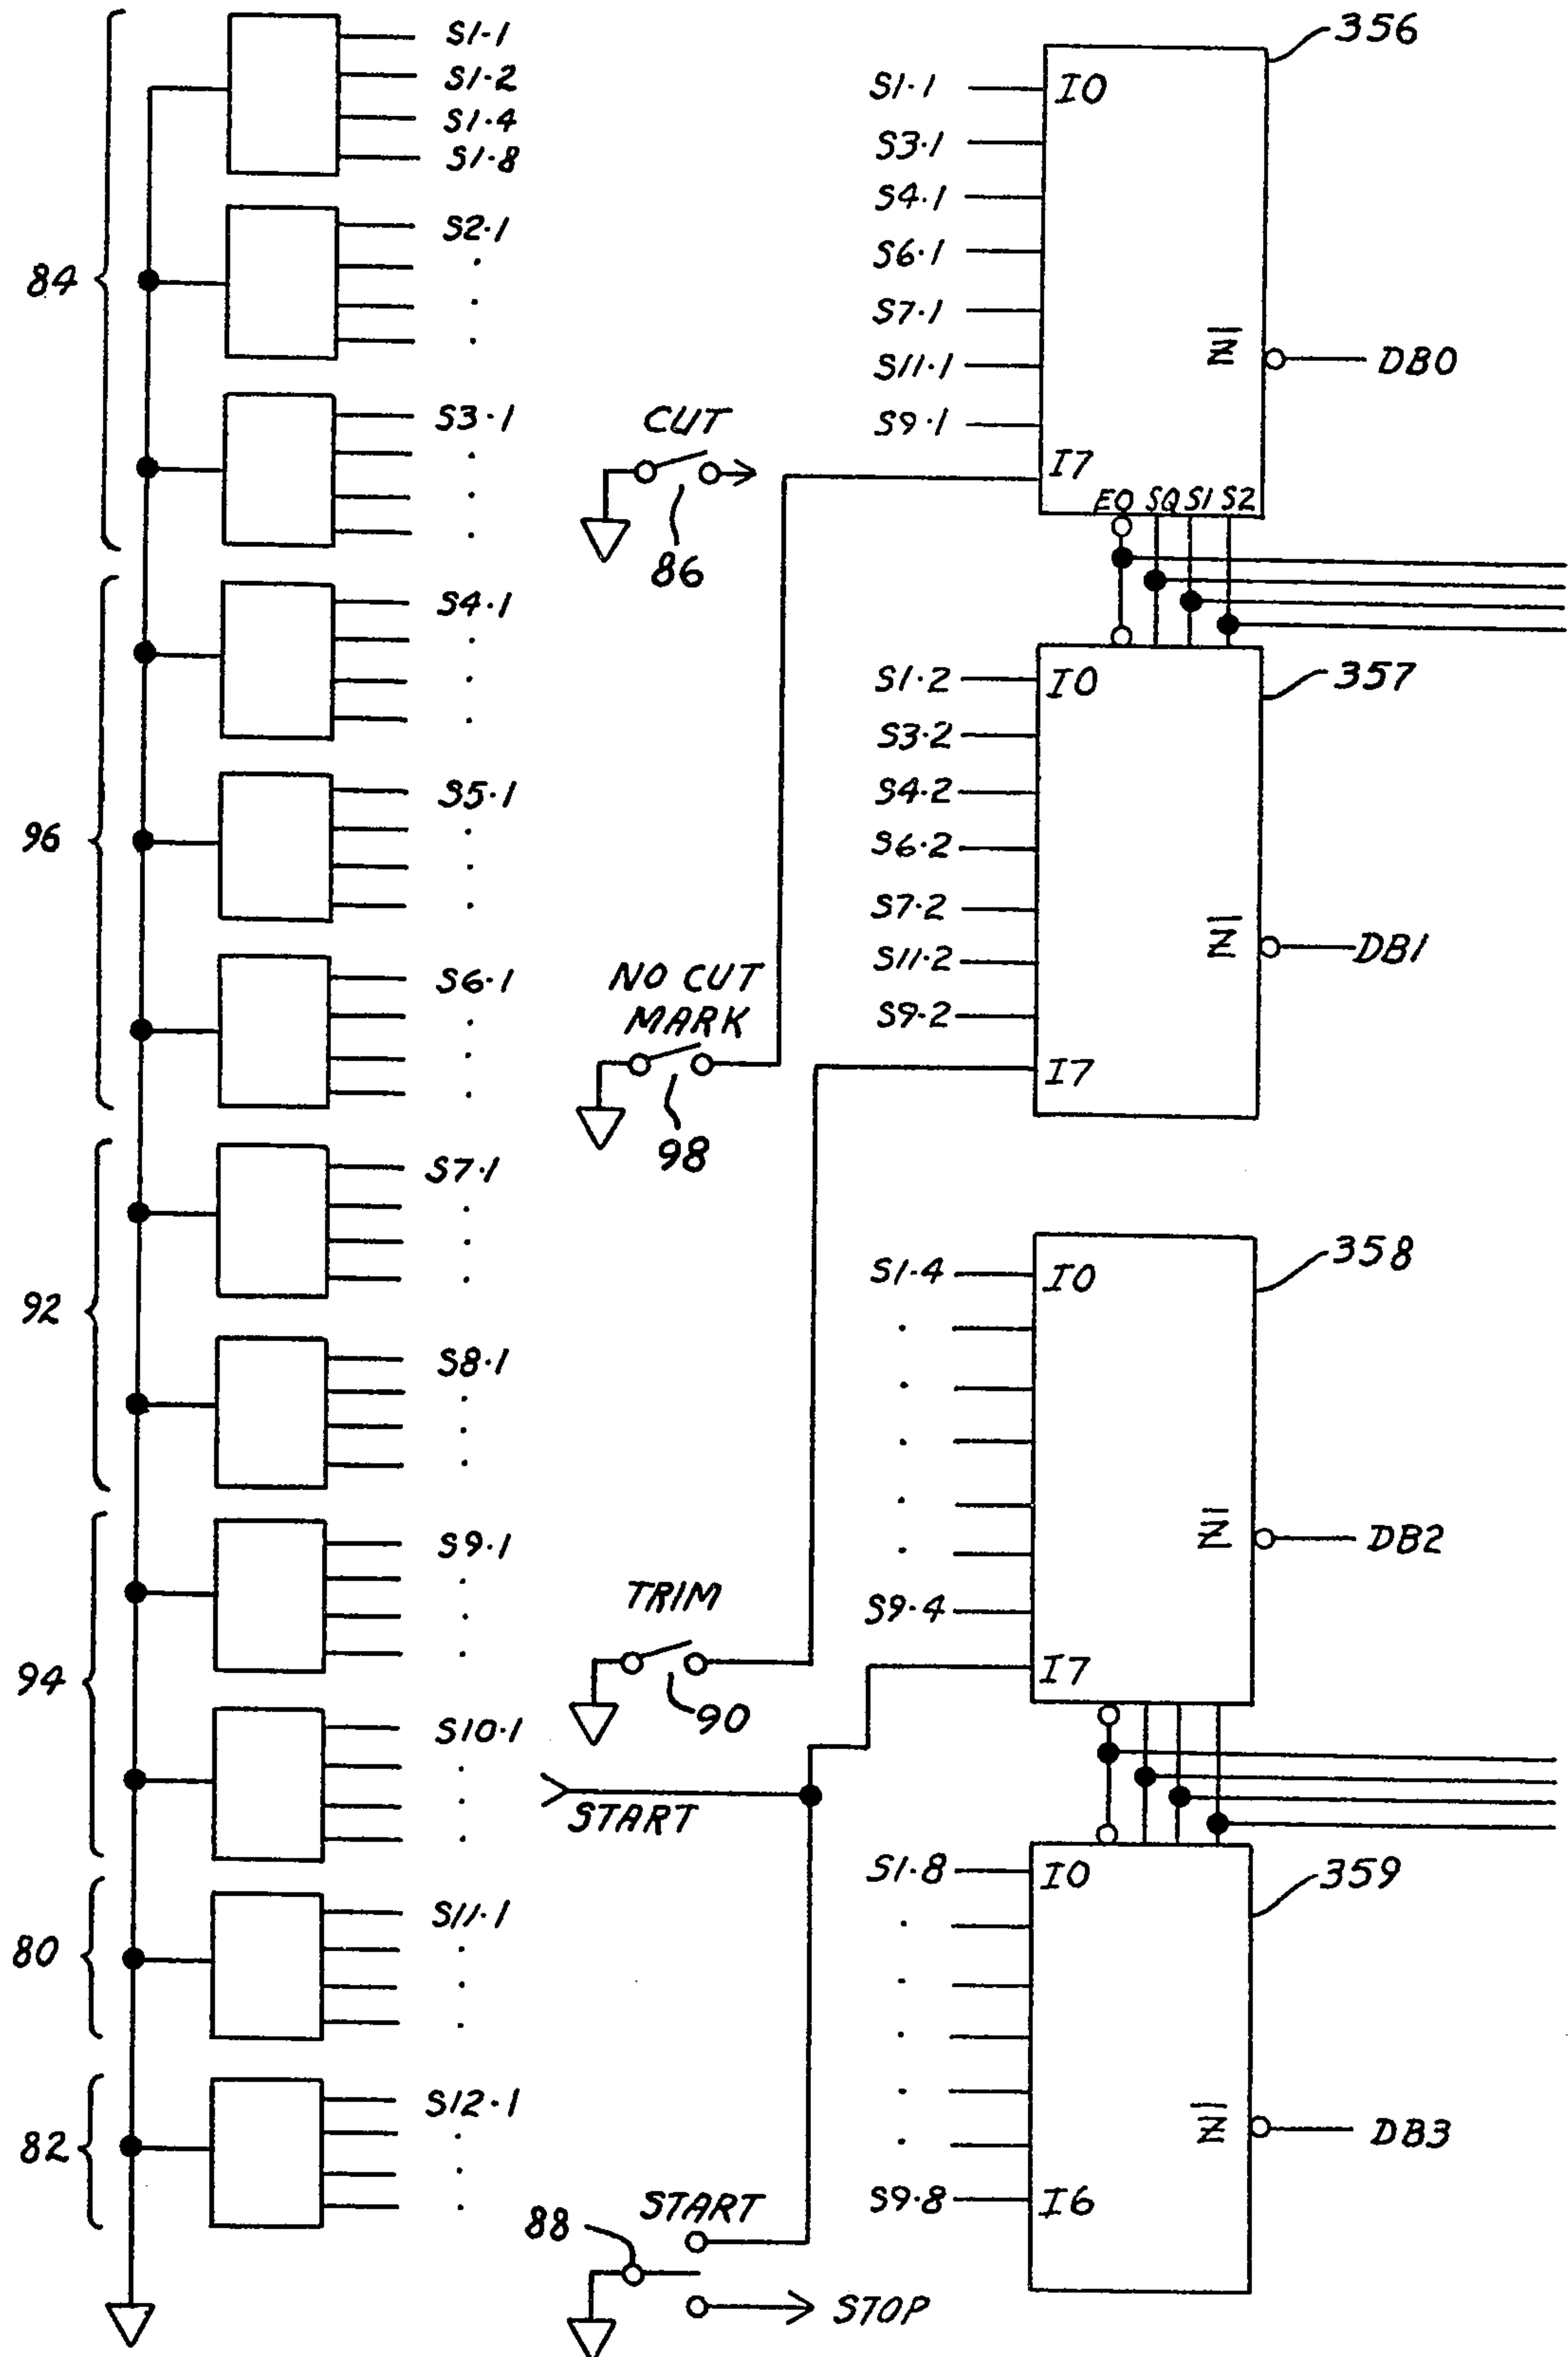 S1-1
S1·2
S1·4
S1·8
S2·1
84
S3·1
S4·1
96
S5·1
S6·1
S7·1
92
S8·1
S9·1
94
S10·1
80
S11·1
82
S12·1
CUT
86
NO CUT
MARK
98
TRIM
90
START
88
START
STOP
356
S1·1
I0
S3·1
S4·1
S6·1
S7·1
Z̅
DB0
S11·1
S9·1
I7
EO SQ S1 S2
357
S1·2
I0
S3·2
S4·2
S6·2
S7·2
Z̅
DB1
S11·2
S9·2
I7
358
S1·4
I0
Z̅
DB2
S9·4
I7
359
S1·8
I0
Z̅
DB3
S9·8
I6